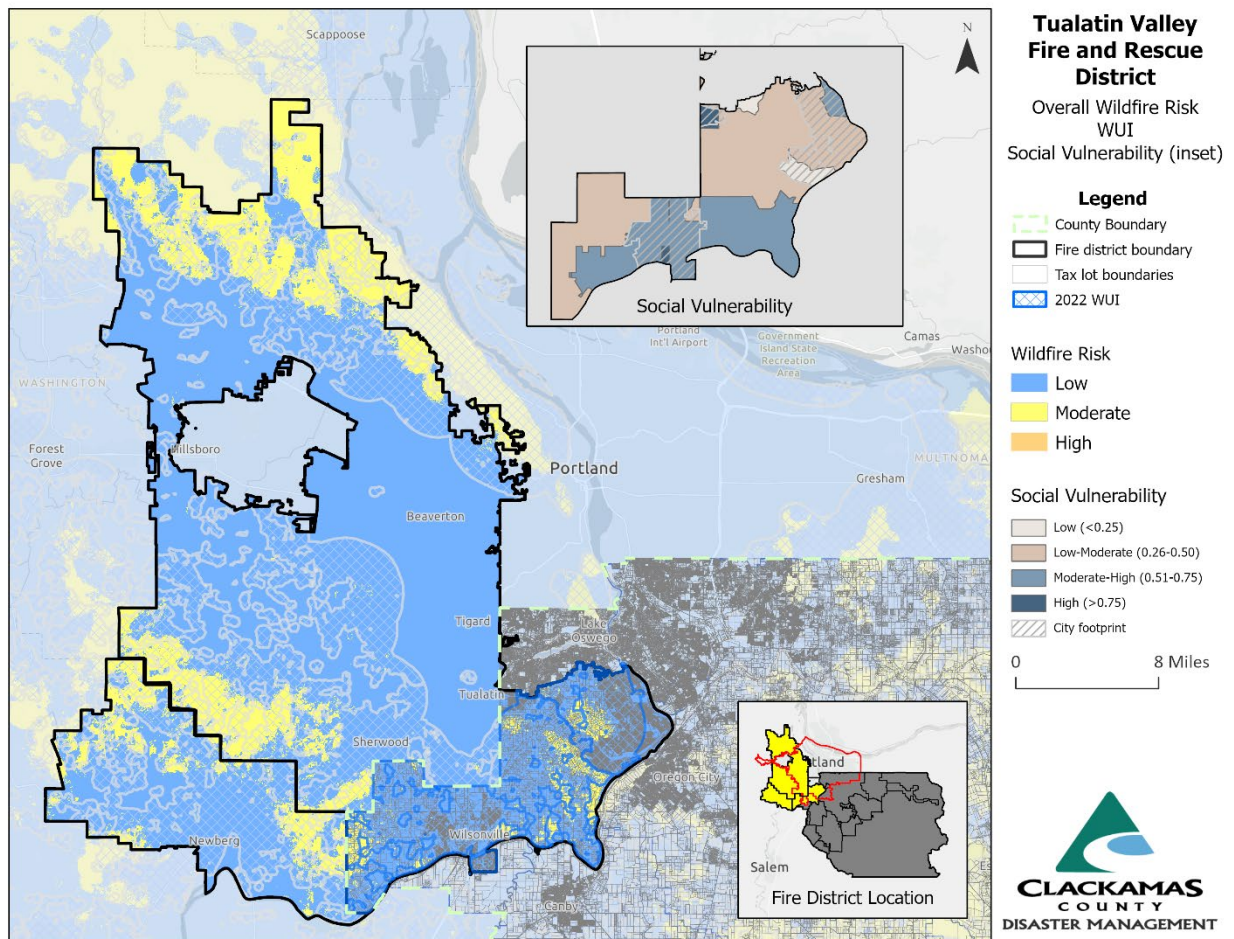 Scappoose
N
Social Vulnerability
Portland
Int'l Airport
Government
Island State
Recreation
Area
Camas
WASHINGTON
Forest
Grove
Portland
Gresham
Beaverton
Tigard
Lake
Oswego
Tualatin
Sherwood
Oregon City
Newberg
Wilsonville
Canby
Salem
Fire District Location
Tualatin Valley
Fire and Rescue
District
Overall Wildfire Risk
WUI
Social Vulnerability (inset)
Legend
County Boundary
Fire district boundary
Tax lot boundaries
2022 WUI
Wildfire Risk
Low
Moderate
High
Social Vulnerability
Low (<0.25)
Low-Moderate (0.26-0.50)
Moderate-High (0.51-0.75)
High (>0.75)
City footprint
0 8 Miles
CLACKAMAS
COUNTY
DISASTER MANAGEMENT